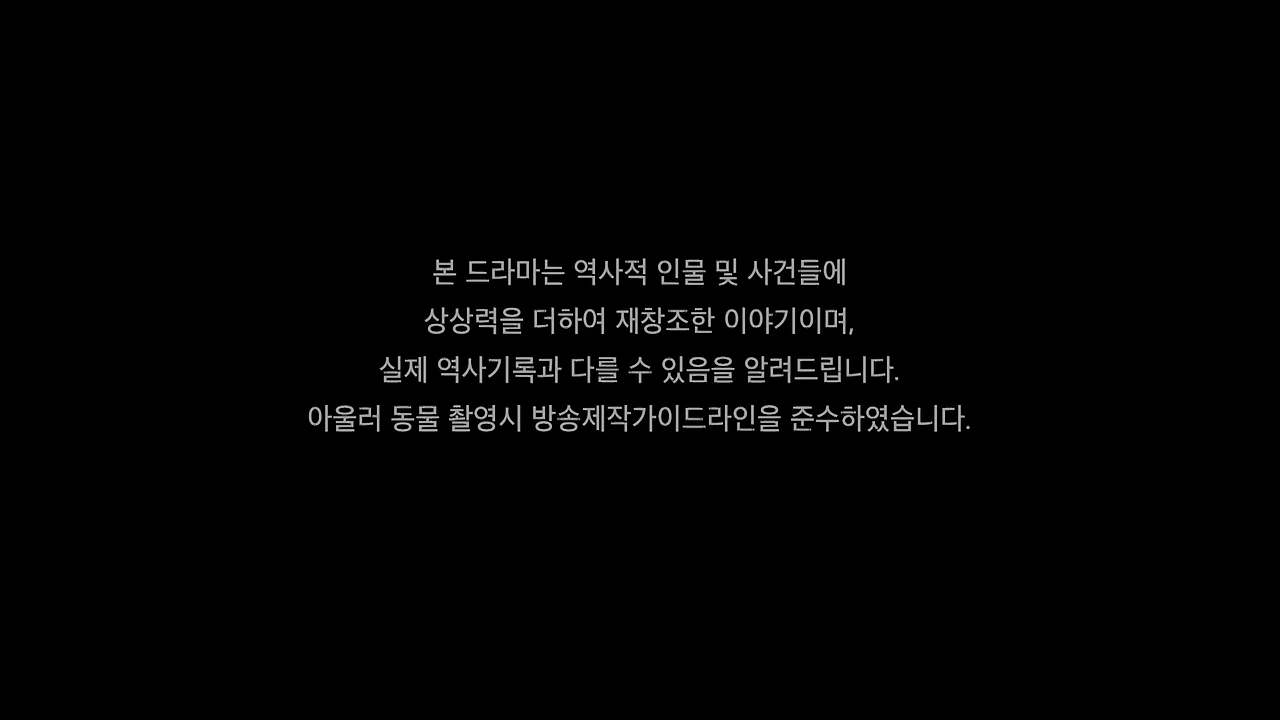 본 드라마는 역사적 인물 및 사건들에
상상력을 더하여 재창조한 이야기이며,
실제 역사기록과 다를 수 있음을 알려드립니다.
아울러 동물 촬영시 방송제작가이드라인을 준수하였습니다.